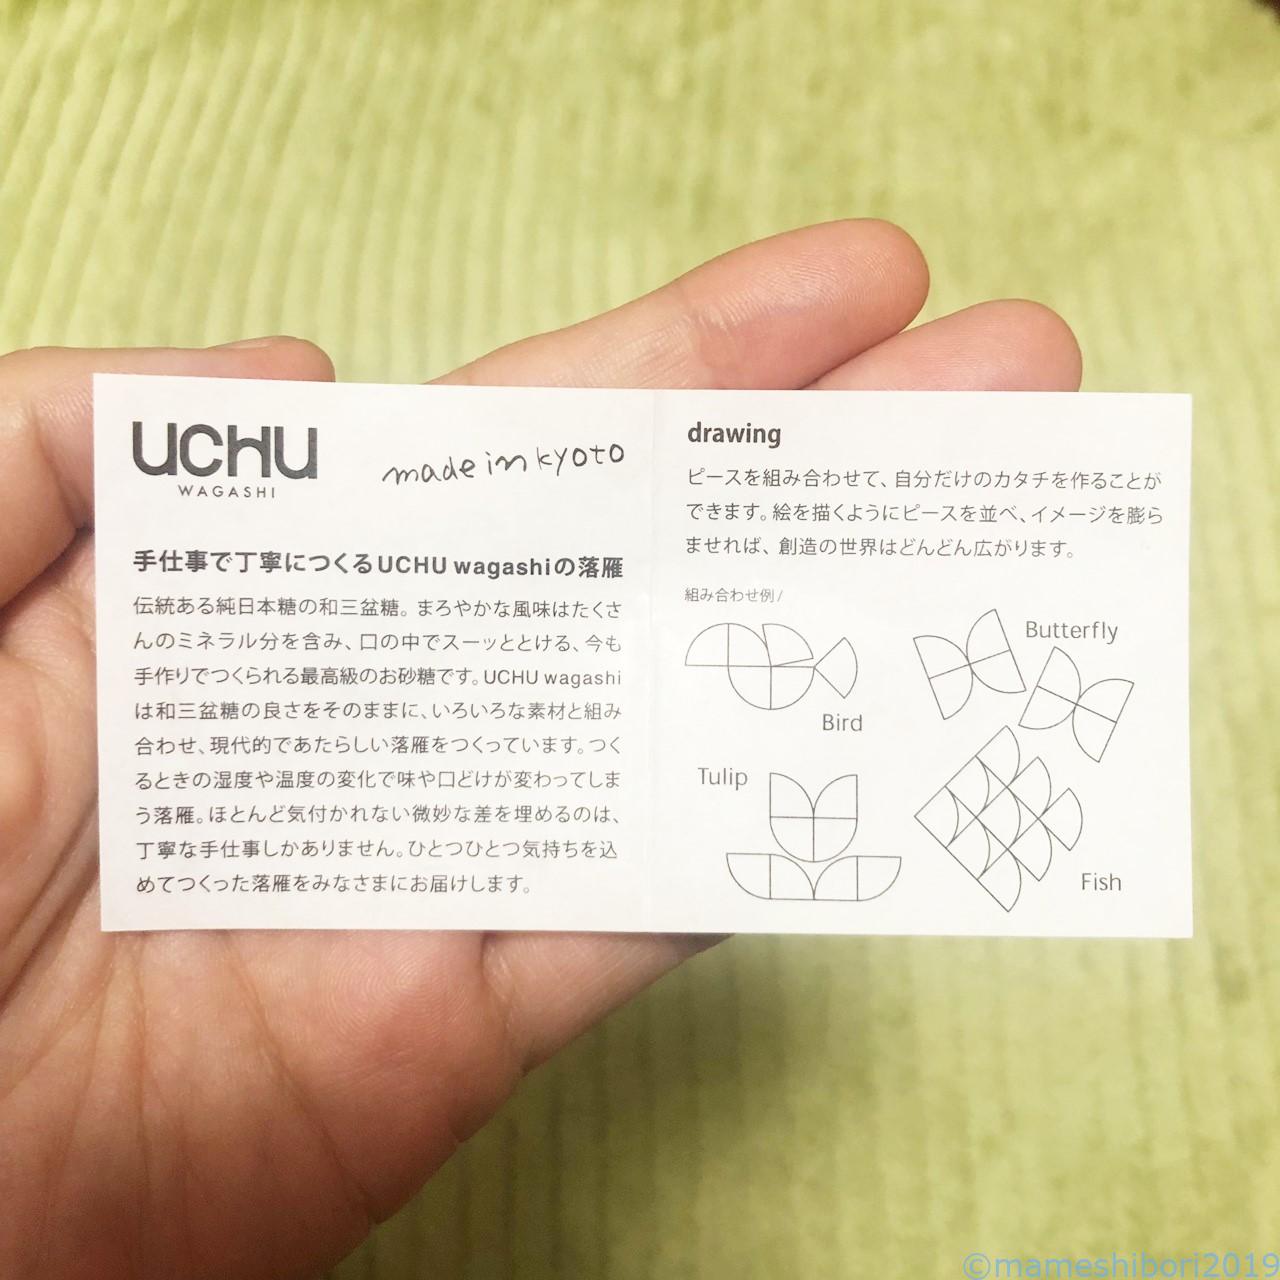 UCHU
WAGASHI
made in kyoto
手仕事で丁寧につくるUCHU wagashiの落雁
伝統ある純日本糖の和三盆糖。まろやかな風味はたくさ
んのミネラル分を含み、口の中でスーッととける、今も
手作りでつくられる最高級のお砂糖です。UCHU wagashi
は和三盆糖の良さをそのままに、いろいろな素材と組み
合わせ、現代的であたらしい落雁をつくっています。つく
るときの湿度や温度の変化で味や口どけが変わってしま
う落雁。ほとんど気付かれない微妙な差を埋めるのは、
丁寧な手仕事しかありません。ひとつひとつ気持ちを込
めてつくった落雁をみなさまにお届けします。
drawing
ピースを組み合わせて、自分だけのカタチを作ることが
できます。絵を描くようにピースを並べ、イメージを膨ら
ませれば、創造の世界はどんどん広がります。
組み合わせ例/
Bird
Butterfly
Tulip
Fish
©mameshibori2019